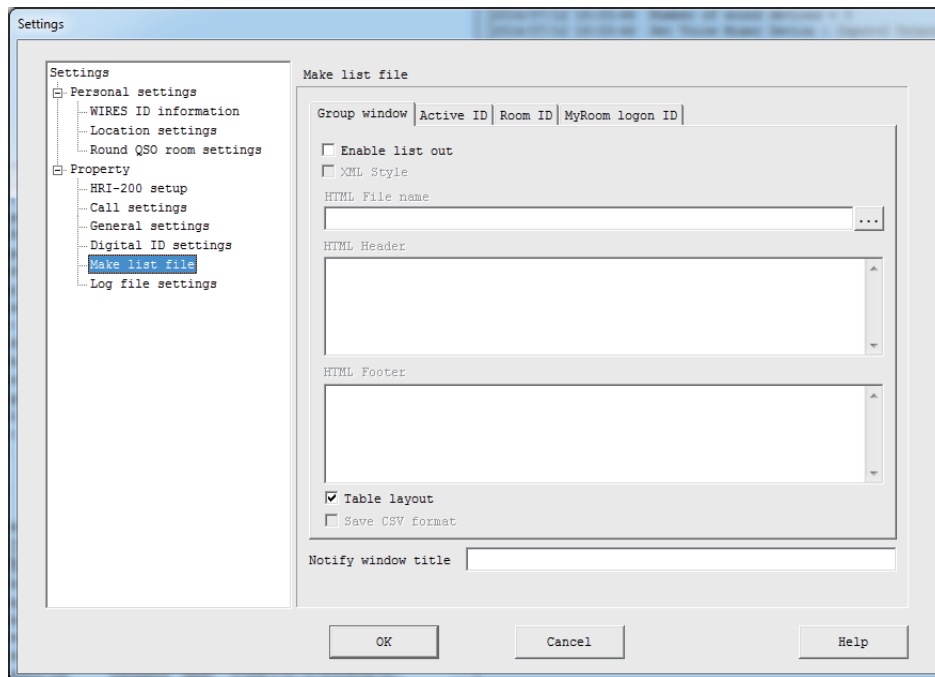 Settings
Settings
Personal settings
WIRES ID information
Location settings
Round QSO room settings
Property
HRI-200 setup
Call settings
General settings
Digital ID settings
Make list file
Log file settings
Make list file
Group window Active ID Room ID MyRoom logon ID
Enable list out
XML Style
HTML File name
...
HTML Header
HTML Footer
Table layout
Save CSV format
Notify window title
OK Cancel Help